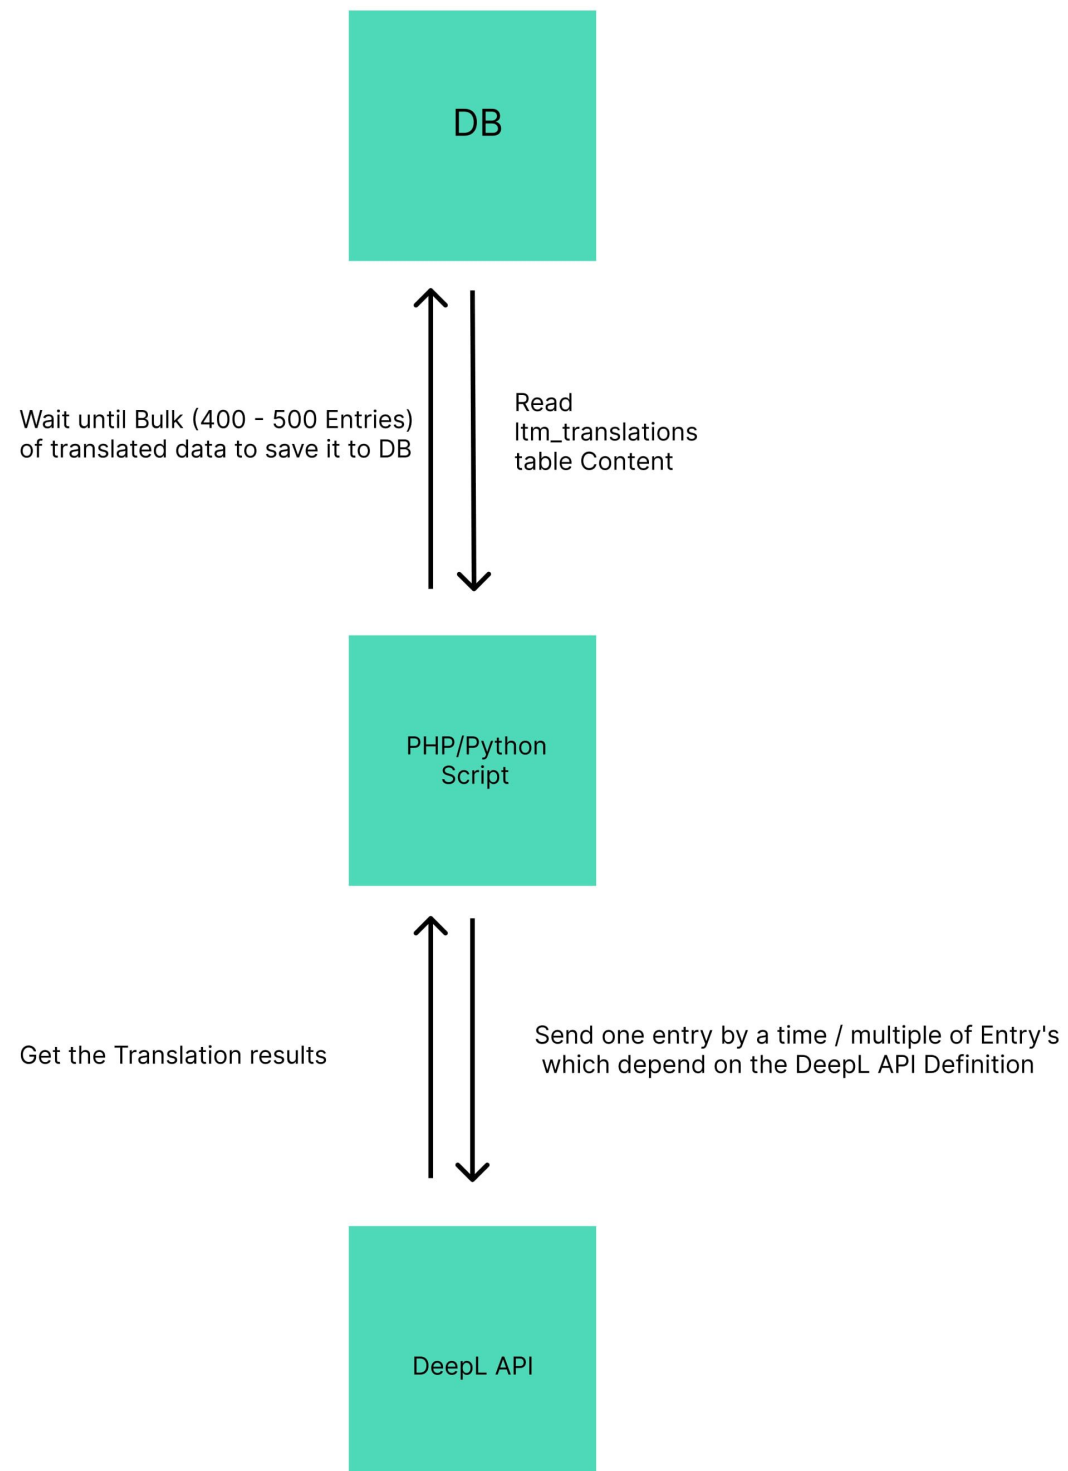 DB
Wait until Bulk (400 - 500 Entries)
of translated data to save it to DB
Read
ltm_translations
table Content
PHP/Python
Script
Get the Translation results
Send one entry by a time / multiple of Entry's
which depend on the DeepL API Definition
DeepL API